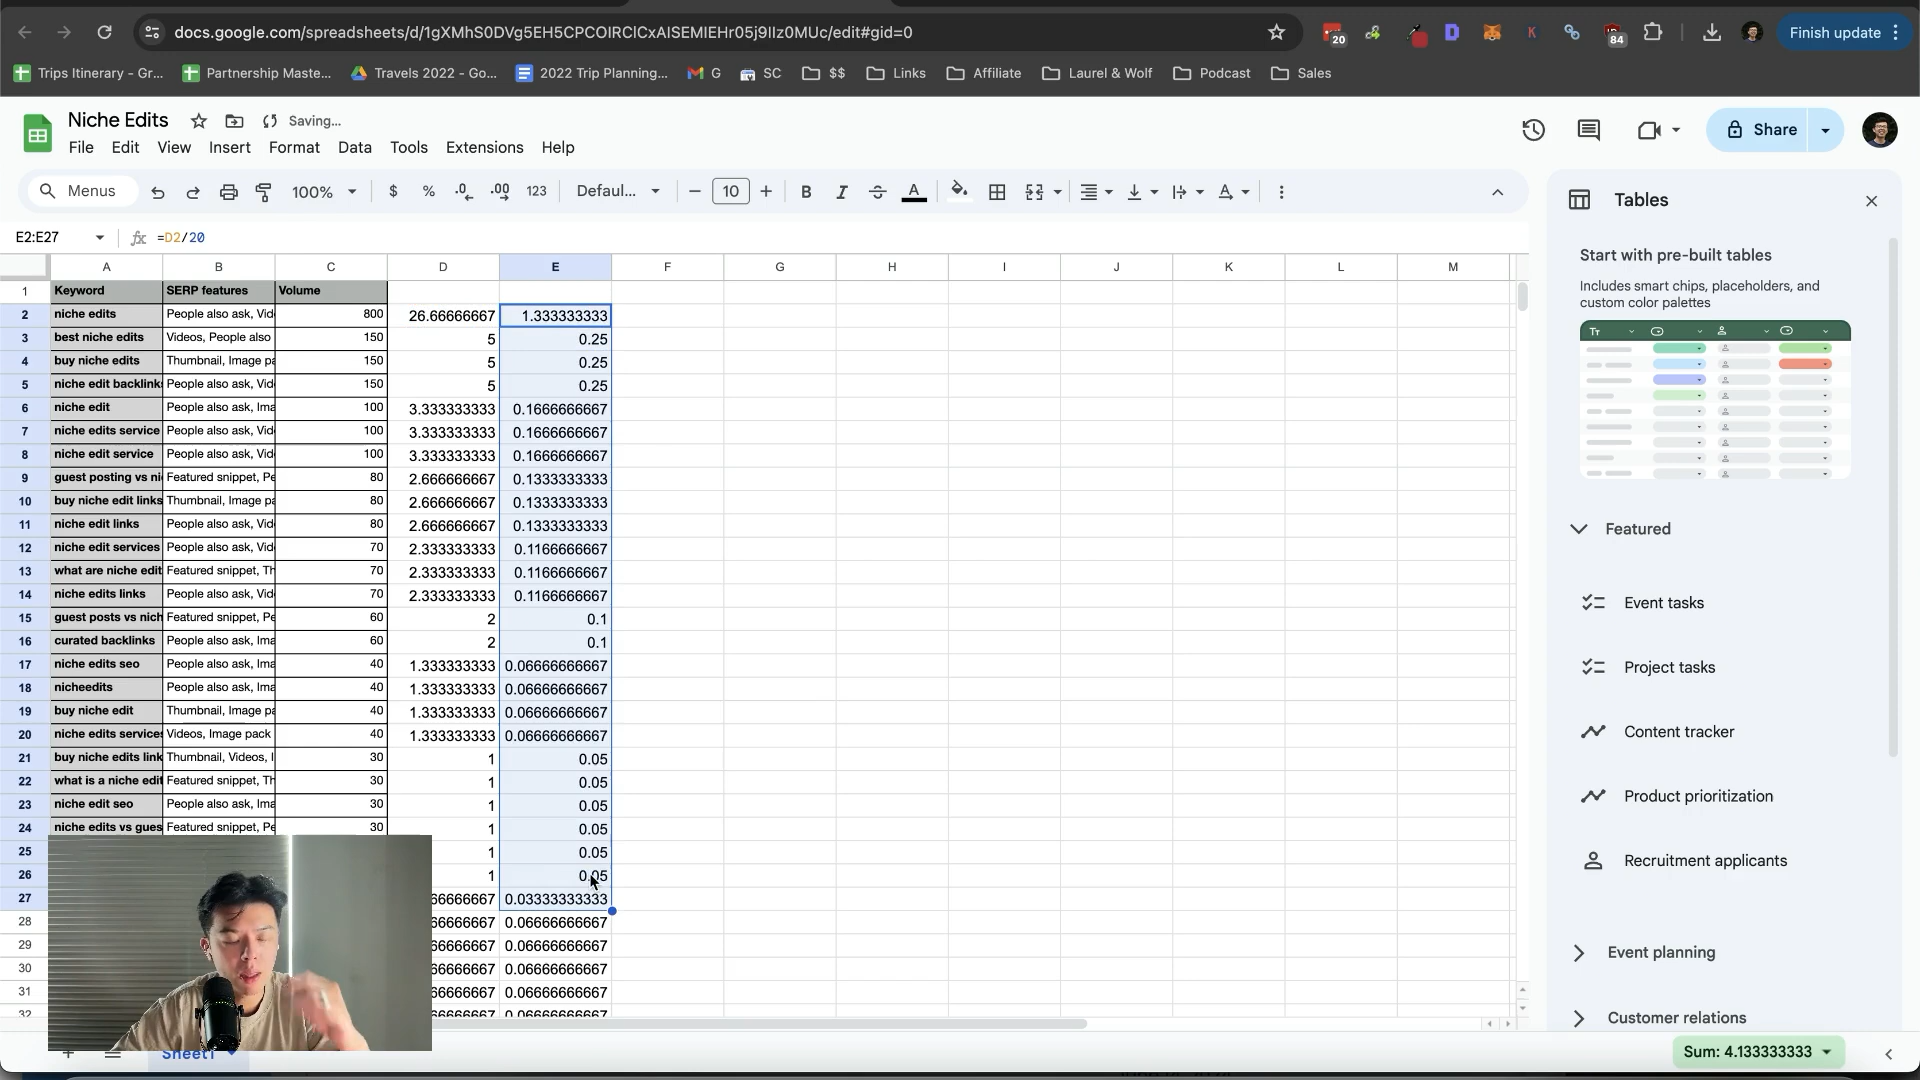 docs.google.com/spreadsheets/d/1gXMhS0DVg5EH5CPCOIRCICxAISEMIEHr05j9IIz0MUc/edit#gid=0
20
84
Finish update
Trips Itinerary - Gr...
Partnership Maste...
Travels 2022 - Go...
2022 Trip Planning...
G
SC
$$
Links
Affiliate
Laurel & Wolf
Podcast
Sales
Niche Edits
Saving...
File Edit View Insert Format Data Tools Extensions Help
Share
Menus
100%
$ % .0 .00 123
Defaul...
10
B I A
E2:E27
=D2/20
A B C D E F G H I J K L M
1 Keyword SERP features Volume
2 niche edits People also ask, Vid 800 26.66666667 1.333333333
3 best niche edits Videos, People also 150 5 0.25
4 buy niche edits Thumbnail, Image pa 150 5 0.25
5 niche edit backlinks People also ask, Vid 150 5 0.25
6 niche edit People also ask, Ima 100 3.333333333 0.1666666667
7 niche edits service People also ask, Vid 100 3.333333333 0.1666666667
8 niche edit service People also ask, Vid 100 3.333333333 0.1666666667
9 guest posting vs ni Featured snippet, Pe 80 2.666666667 0.1333333333
10 buy niche edit links Thumbnail, Image pa 80 2.666666667 0.1333333333
11 niche edit links People also ask, Vid 80 2.666666667 0.1333333333
12 niche edit services People also ask, Vid 70 2.333333333 0.1166666667
13 what are niche edit Featured snippet, Th 70 2.333333333 0.1166666667
14 niche edits links People also ask, Vid 70 2.333333333 0.1166666667
15 guest posts vs nich Featured snippet, Pe 60 2 0.1
16 curated backlinks People also ask, Ima 60 2 0.1
17 niche edits seo People also ask, Ima 40 1.333333333 0.06666666667
18 nicheedits People also ask, Ima 40 1.333333333 0.06666666667
19 buy niche edit Thumbnail, Image pa 40 1.333333333 0.06666666667
20 niche edits services Videos, Image pack 40 1.333333333 0.06666666667
21 buy niche edits link Thumbnail, Videos, I 30 1 0.05
22 what is a niche edit Featured snippet, Th 30 1 0.05
23 niche edit seo People also ask, Ima 30 1 0.05
24 niche edits vs gues Featured snippet, Pe 30 1 0.05
25 1 0.05
26 1 0.05
27 66666667 0.03333333333
28 66666667 0.06666666667
29 66666667 0.06666666667
30 66666667 0.06666666667
31 66666667 0.06666666667
32 66666667 0.06666666667
Sheet1
Tables
Start with pre-built tables
Includes smart chips, placeholders, and
custom color palettes
Tт
Featured
Event tasks
Project tasks
Content tracker
Product prioritization
Recruitment applicants
Event planning
Customer relations
Sum: 4.133333333